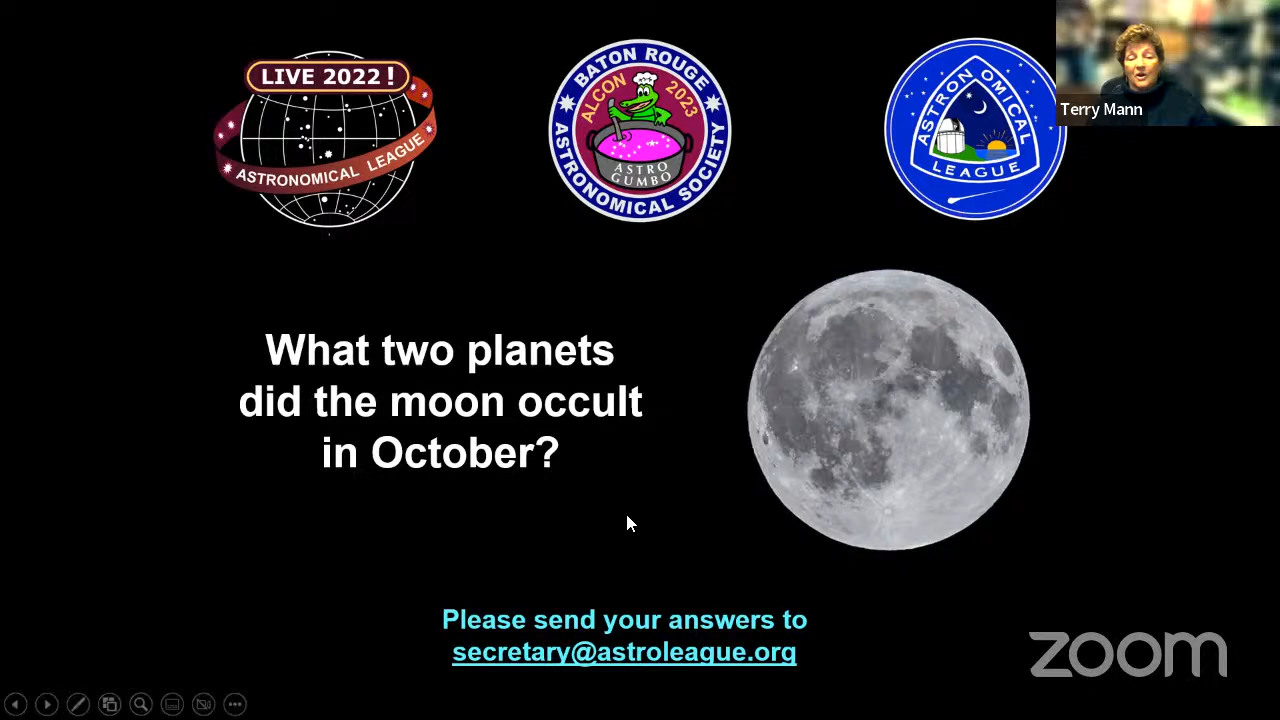 LIVE 2022!
ASTRONOMICAL LEAGUE
BATON ROUGE
ALCON 2023
ASTRO
GUMBO
ASTRONOMICAL SOCIETY
ASTRONOMICAL
LEAGUE
Terry Mann
What two planets
did the moon occult
in October?
Please send your answers to
secretary@astroleague.org
zoom